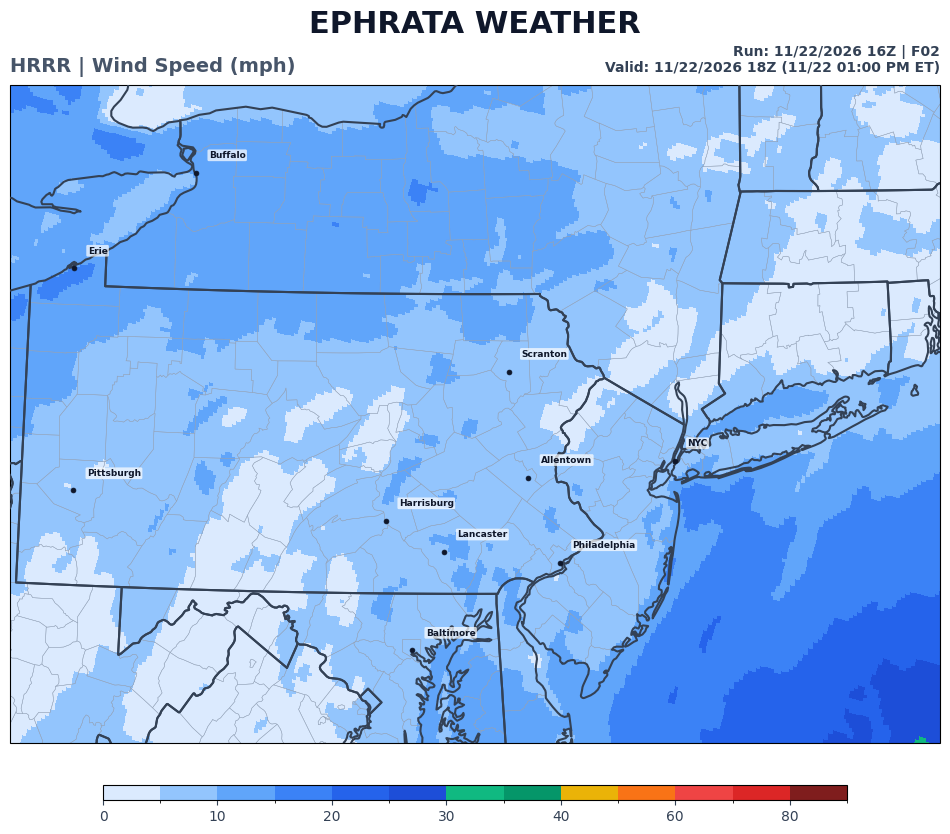 EPHRATA WEATHER
HRRR | Wind Speed (mph)
Run: 11/22/2026 16Z | F02
Valid: 11/22/2026 18Z (11/22 01:00 PM ET)
Buffalo
Erie
Scranton
NYC
Allentown
Pittsburgh
Harrisburg
Lancaster
Philadelphia
Baltimore
0 10 20 30 40 60 80